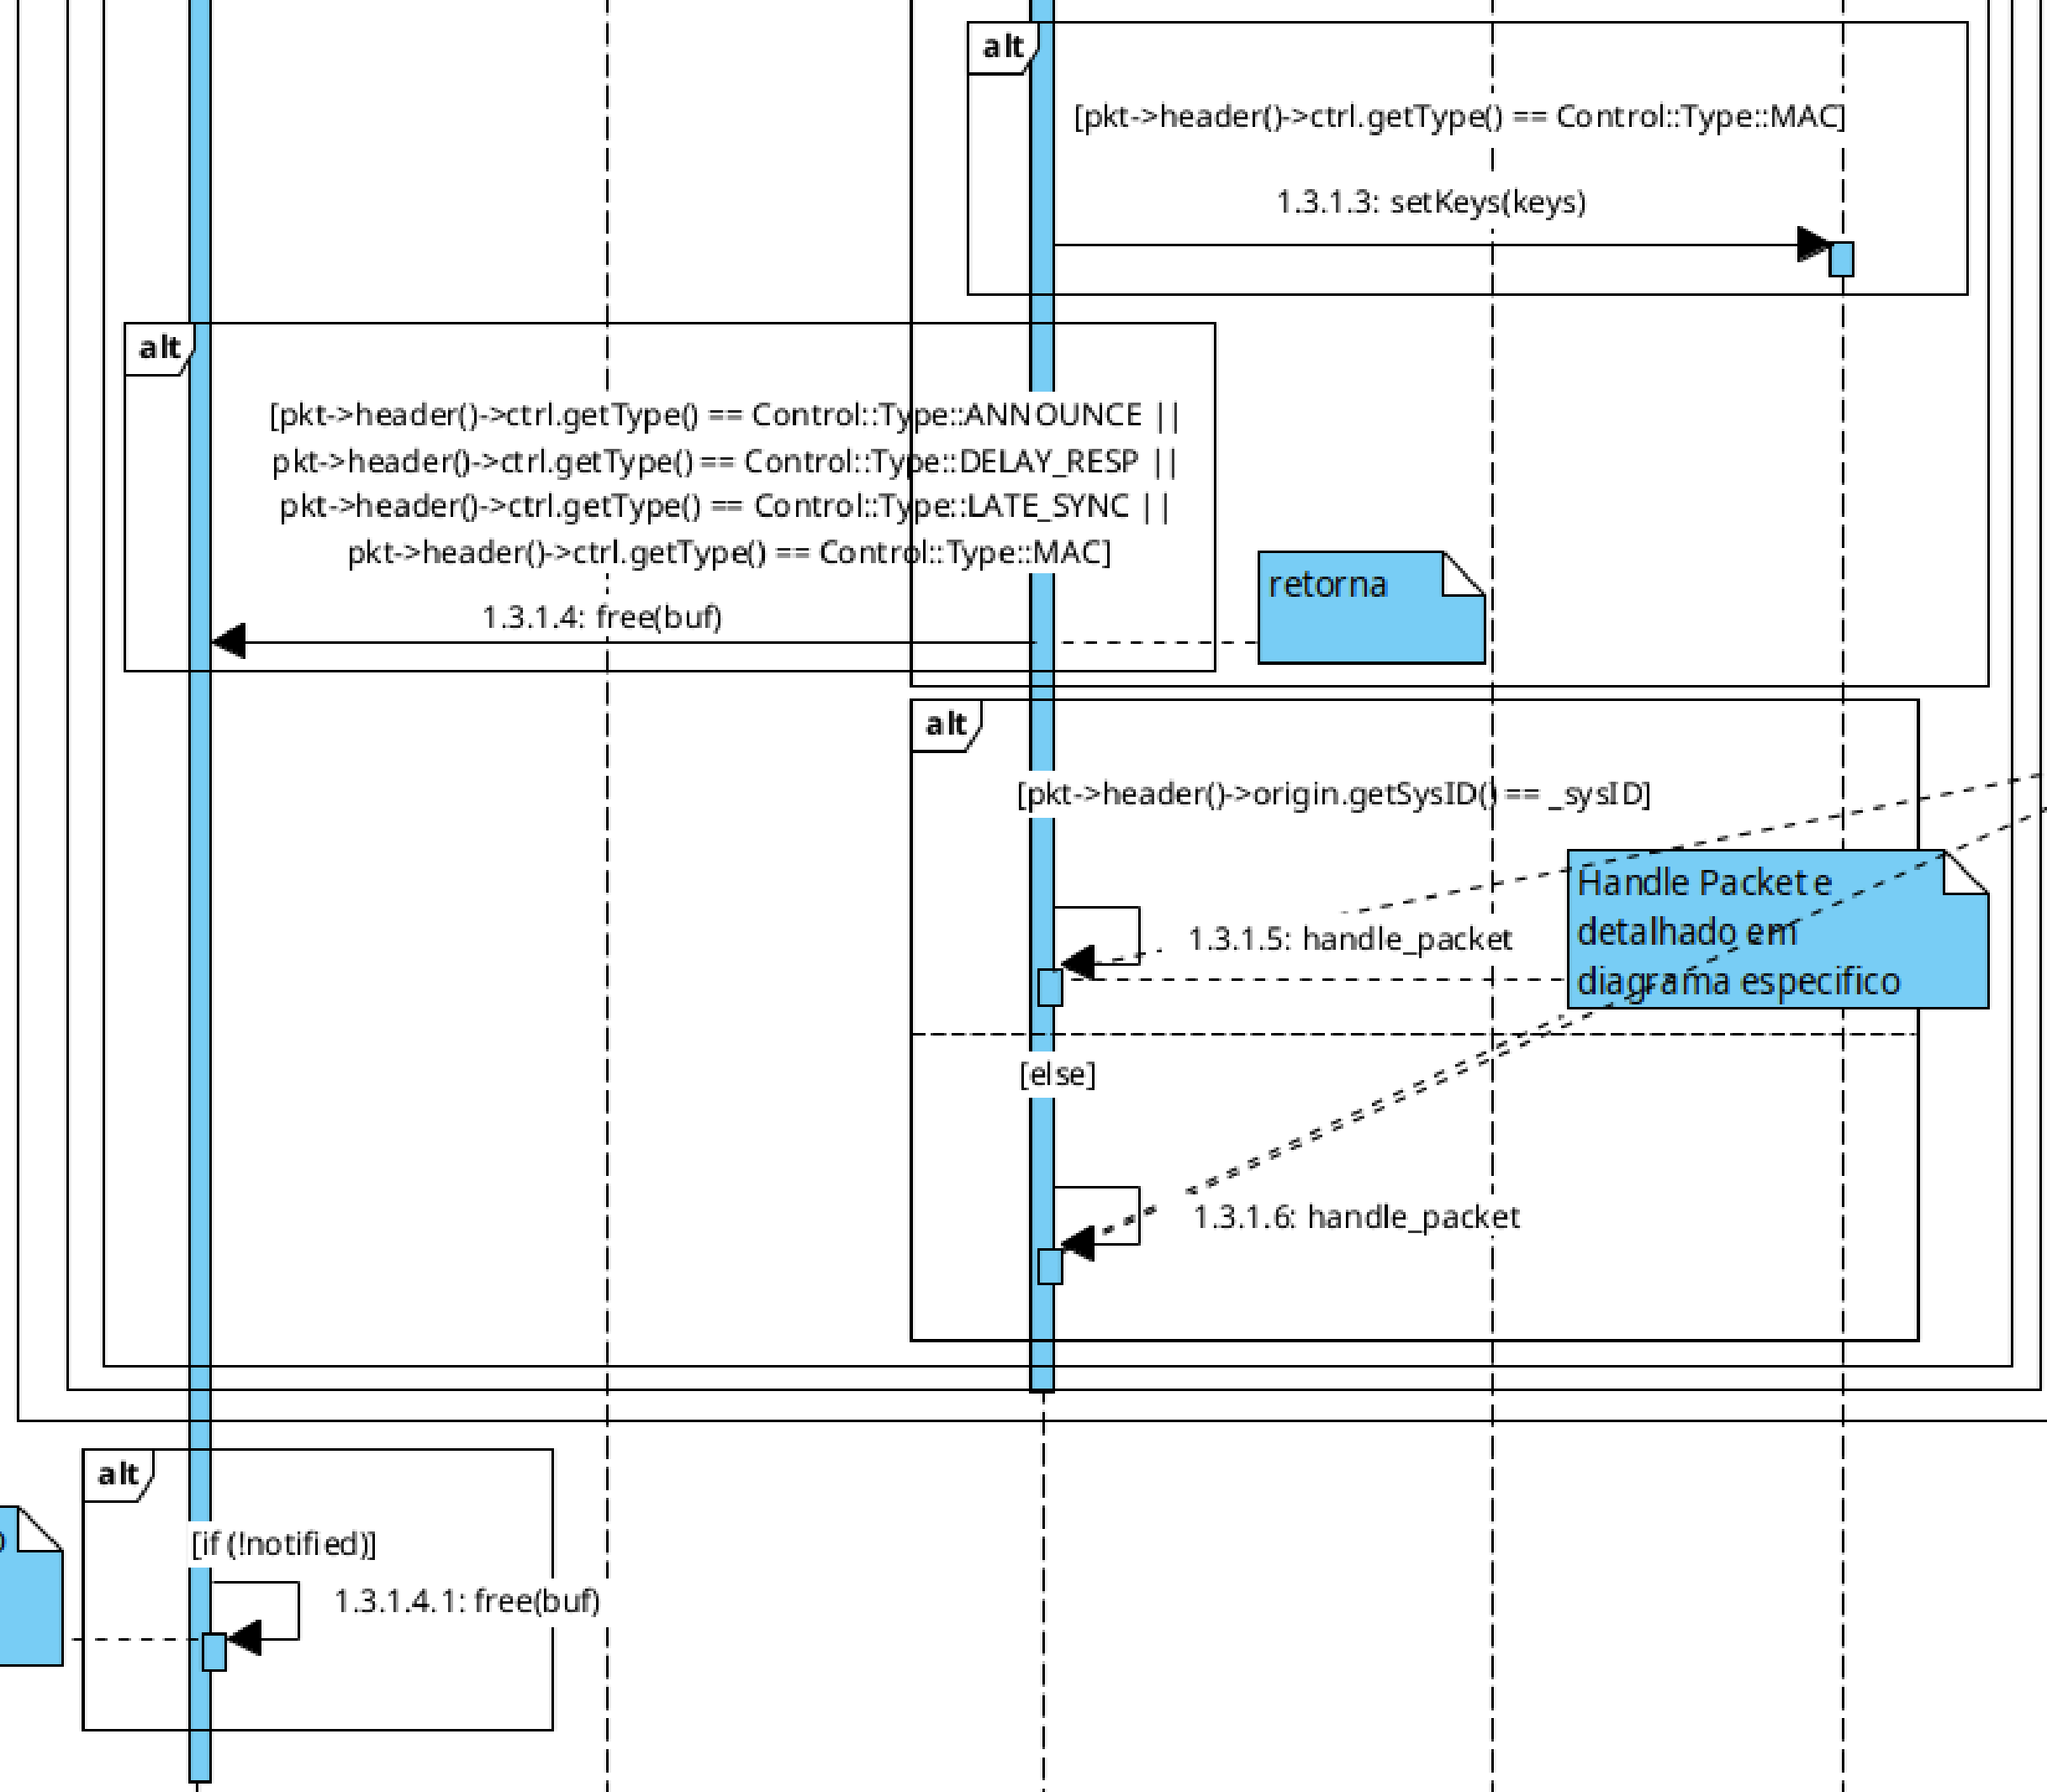 alt
[pkt->header()->ctrl.getType() == Control::Type::MAC]
1.3.1.3: setKeys(keys)
alt
[pkt->header()->ctrl.getType() == Control::Type::ANNOUNCE ||
pkt->header()->ctrl.getType() == Control::Type::DELAY_RESP ||
pkt->header()->ctrl.getType() == Control::Type::LATE_SYNC ||
pkt->header()->ctrl.getType() == Control::Type::MAC]
retorna
1.3.1.4: free(buf)
alt
[pkt->header()->origin.getSysID() == _sysID]
Handle Packet e
detalhado em
diagrama especifico
1.3.1.5: handle_packet
[else]
1.3.1.6: handle_packet
alt
[if (!notified)]
1.3.1.4.1: free(buf)